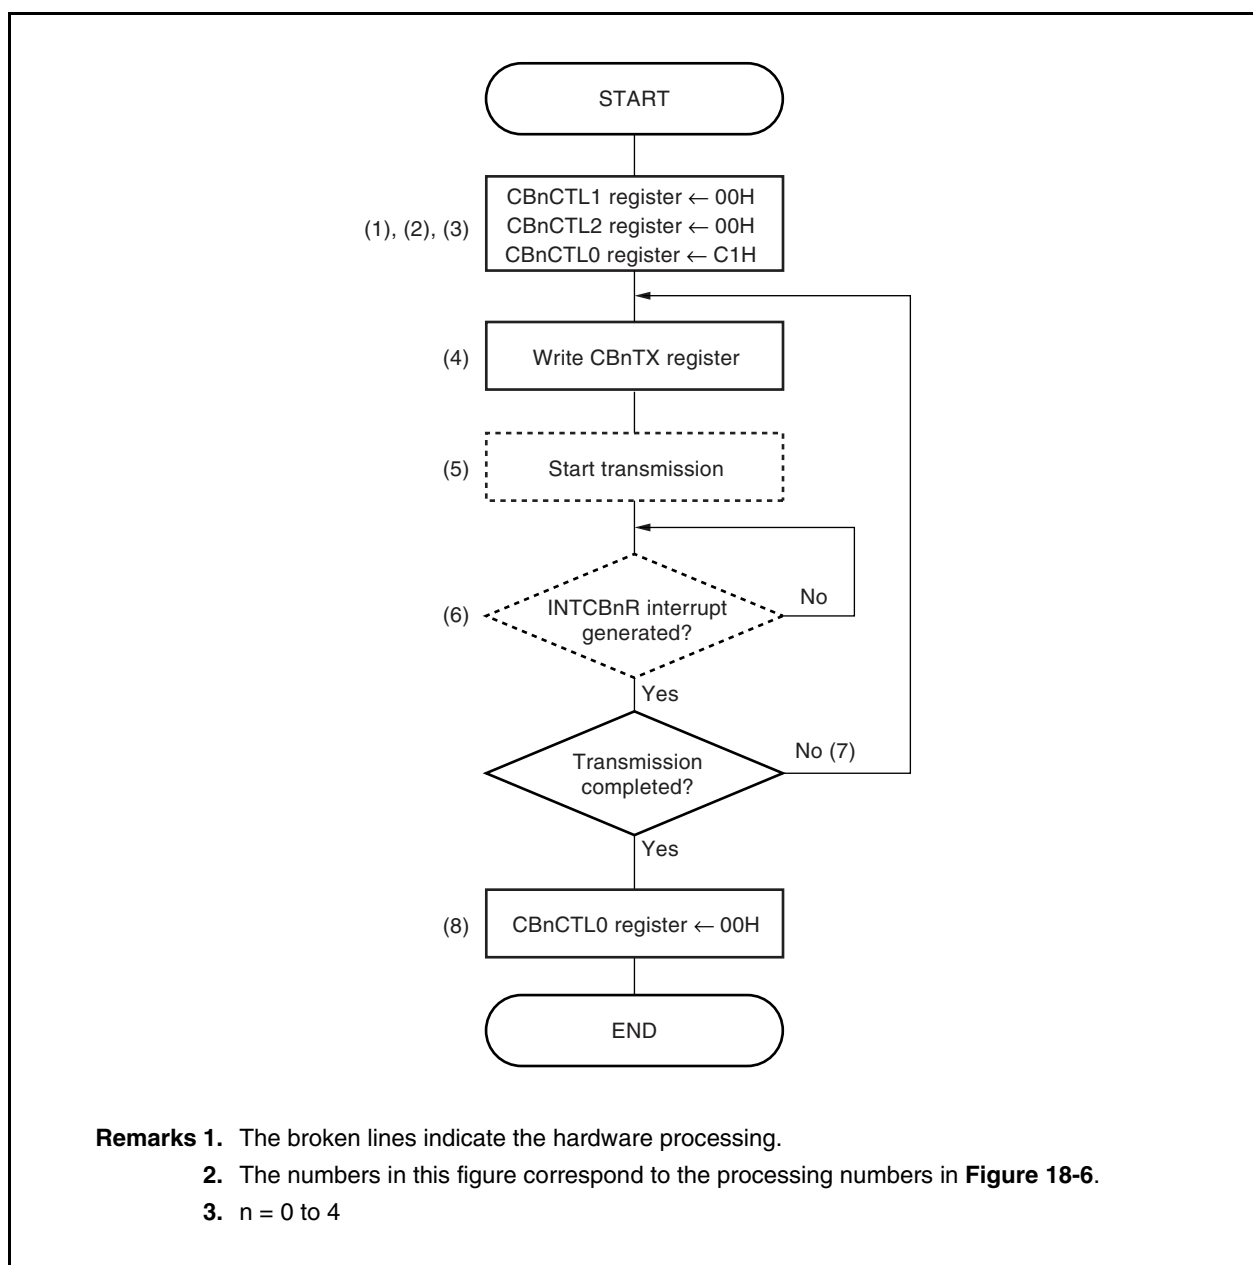 START
(1), (2), (3)
CBnCTL1 register ← 00H
CBnCTL2 register ← 00H
CBnCTL0 register ← C1H
(4)
Write CBnTX register
(5)
Start transmission
(6)
INTCBnR interrupt
generated?
No
Yes
Transmission
completed?
No (7)
Yes
(8)
CBnCTL0 register ← 00H
END
Remarks 1. The broken lines indicate the hardware processing.
2. The numbers in this figure correspond to the processing numbers in Figure 18-6.
3. n = 0 to 4